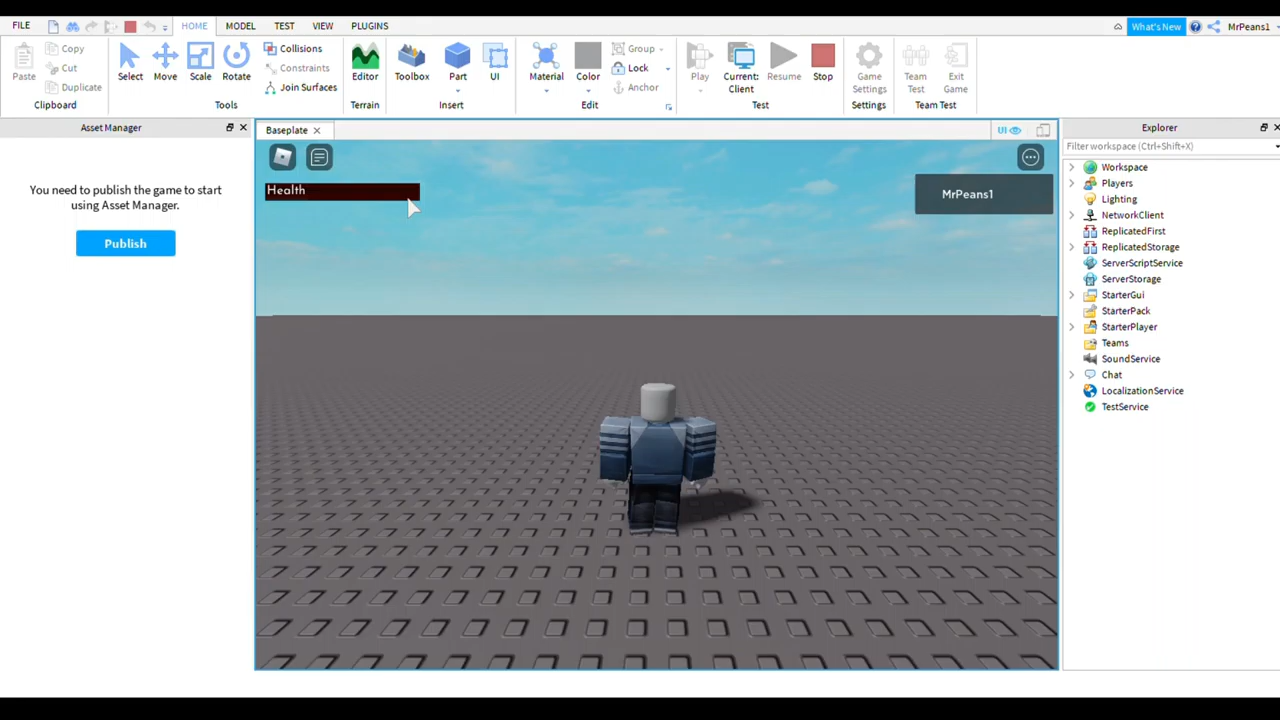 FILE HOME MODEL TEST VIEW PLUGINS What's New MrPeans1
Paste Copy Cut Duplicate Clipboard
Select Move Scale Rotate Collisions Constraints Join Surfaces Tools
Editor Terrain
Toolbox Part UI Insert
Material Color Group Lock Anchor Edit
Play Current: Client Resume Stop Test
Game Settings Settings
Team Test Exit Game Team Test
Asset Manager
You need to publish the game to start
using Asset Manager.
Publish
Baseplate
UI
Health
MrPeans1
Explorer
Filter workspace (Ctrl+Shift+X)
Workspace
Players
Lighting
NetworkClient
ReplicatedFirst
ReplicatedStorage
ServerScriptService
ServerStorage
StarterGui
StarterPack
StarterPlayer
Teams
SoundService
Chat
LocalizationService
TestService